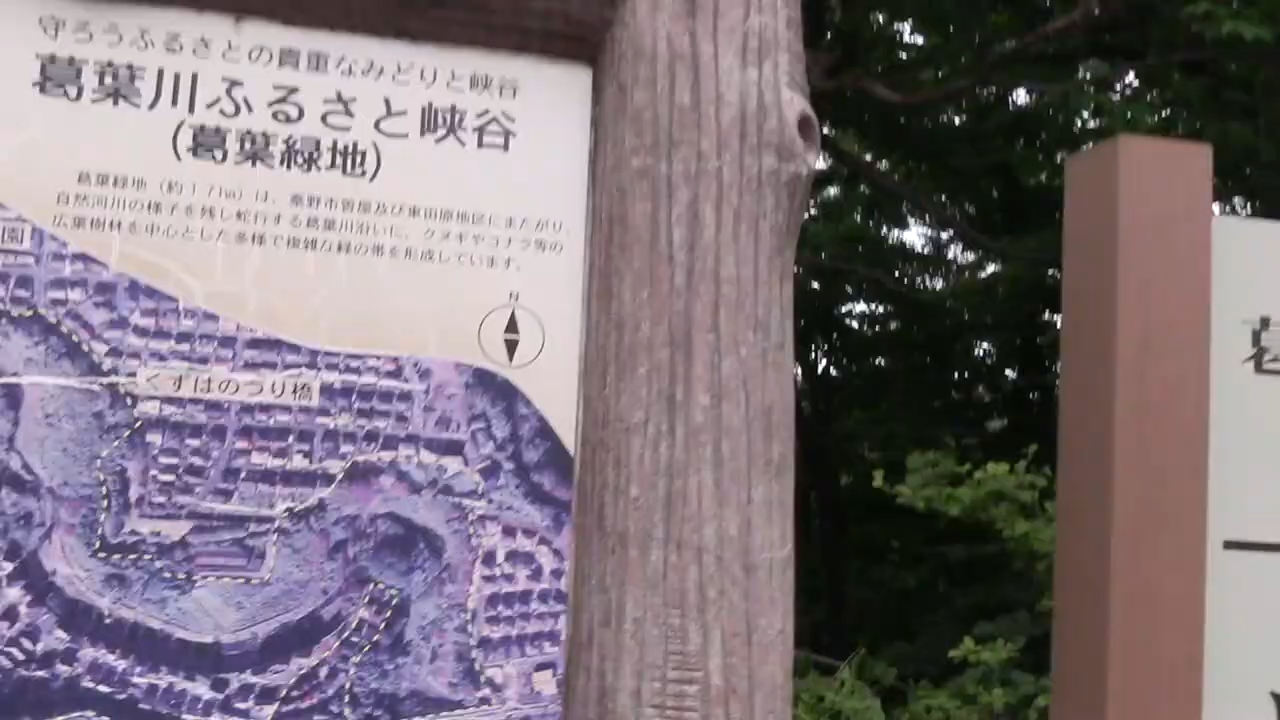 守ろうふるさとの貴重なみどりと峡谷
葛葉川ふるさと峡谷
(葛葉緑地)
葛葉緑地（約17ha）は、秦野市曽屋及び東田原地区にまたがり、
自然河川の様子を残し蛇行する葛葉川沿いに、クヌギやコナラ等の
広葉樹林を中心とした多様で複雑な緑の帯を形成しています。
N
園
くずはのつり橋